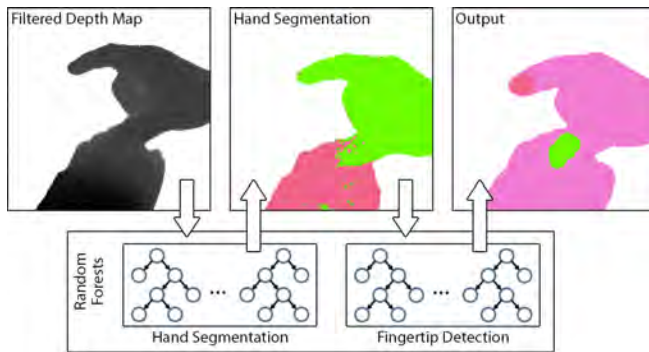 Filtered Depth Map
Hand Segmentation
Output
Random
Forests
...
...
Hand Segmentation
Fingertip Detection